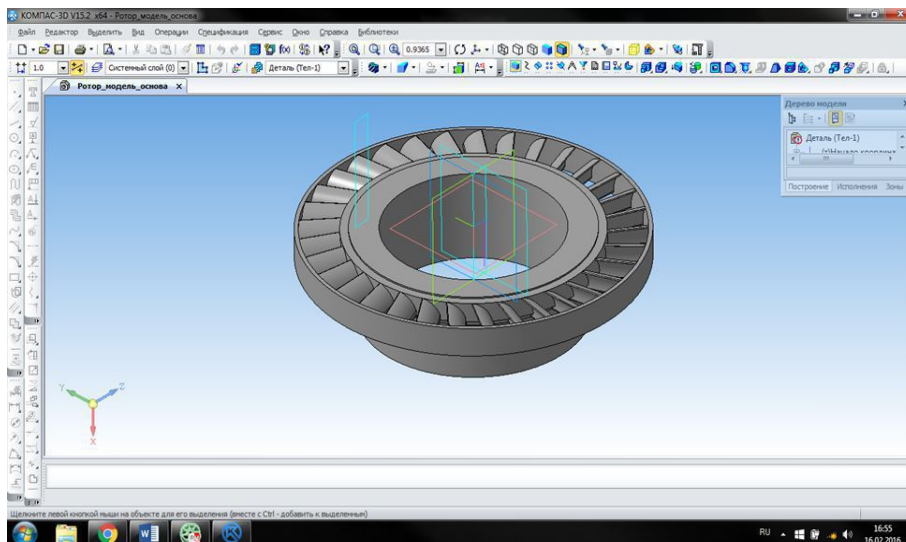 КОМПАС-3D V15.2 x64 - Ротор_модель_основа
Файл Редактор Выделить Вид Операции Спецификация Сервис Окно Справка Библиотеки
0.9365
1.0 Системный слой (0) Деталь (Тел-1)
Ротор_модель_основа
Дерево модели
Деталь (Тел-1)
(т)Начало координ
Построение Исполнения Зоны
Y
Z
X
Щелкните левой кнопкой мыши на объекте для его выделения (вместе с Ctrl - добавить к выделенным)
RU
16:55
16.02.2016